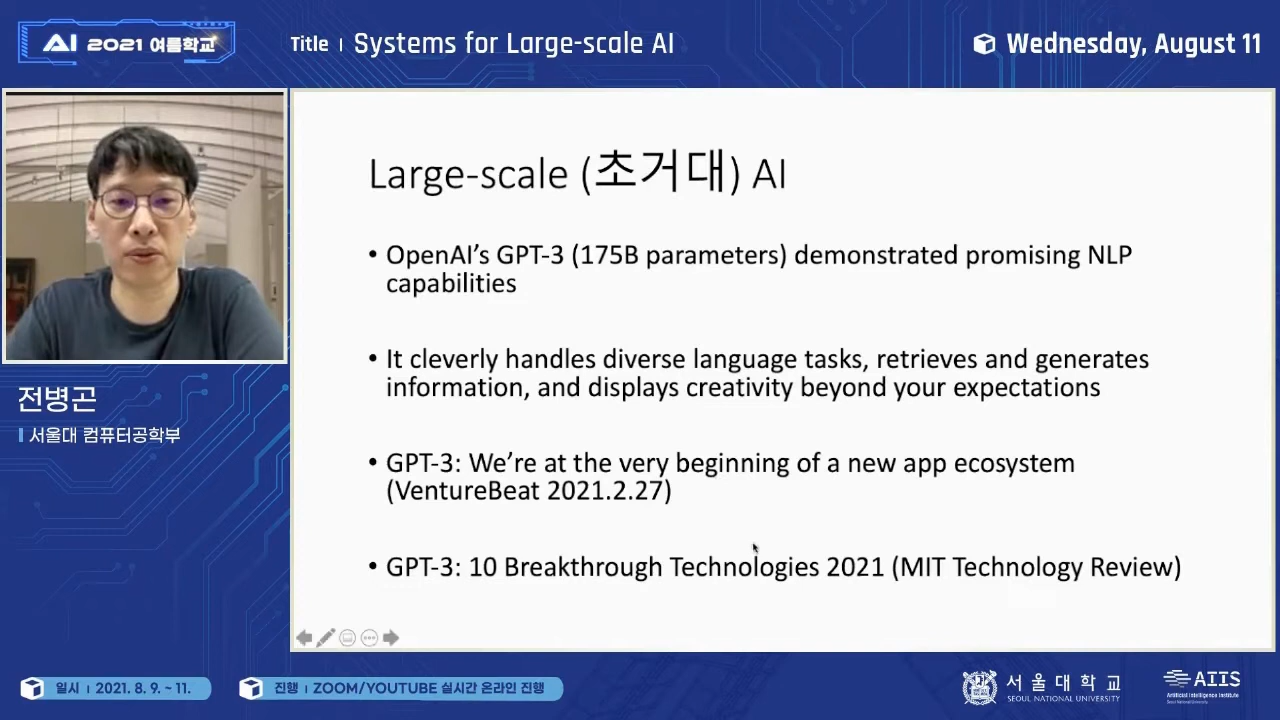 AI 2021 여름학교
Title | Systems for Large-scale AI
Wednesday, August 11
Large-scale (초거대) AI
• OpenAI’s GPT-3 (175B parameters) demonstrated promising NLP
capabilities
• It cleverly handles diverse language tasks, retrieves and generates
information, and displays creativity beyond your expectations
• GPT-3: We’re at the very beginning of a new app ecosystem
(VentureBeat 2021.2.27)
• GPT-3: 10 Breakthrough Technologies 2021 (MIT Technology Review)
전병곤
서울대 컴퓨터공학부
일시 | 2021. 8. 9. ~ 11.
진행 | ZOOM/YOUTUBE 실시간 온라인 진행
서울대학교
SEOUL NATIONAL UNIVERSITY
AIIS
Artificial Intelligence Institute
Seoul National University